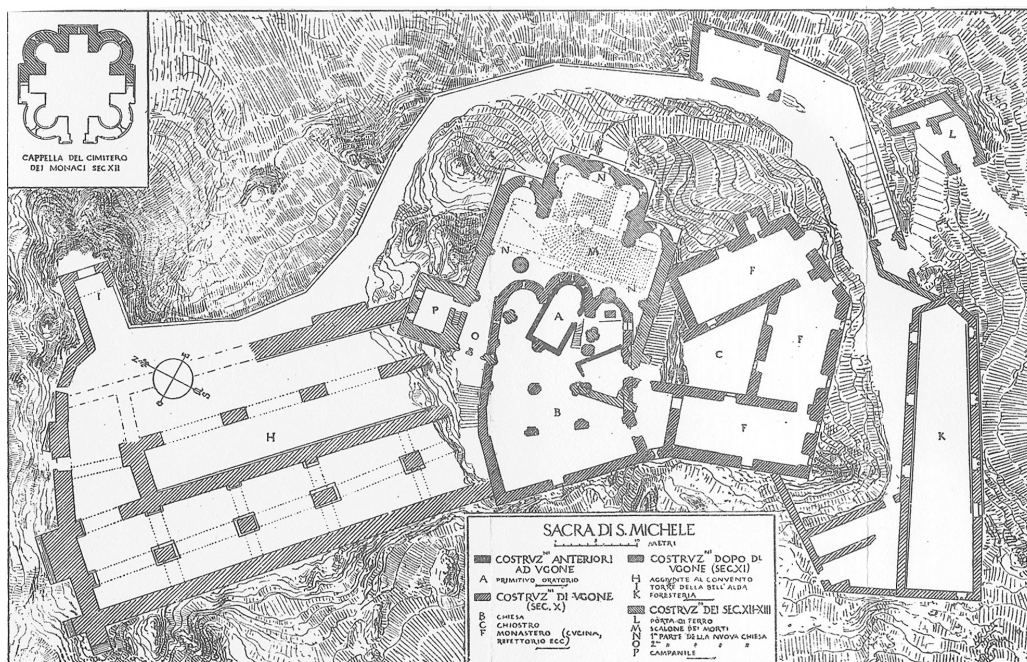 CAPPELLA DEL CIMITERO
DEI MONACI SEC XII
I
L
N
M
N
P
O
A
F
C
F
F
B
H
K
SACRA DI S. MICHELE
METRI
COSTRVZ.NI ANTERIORI
AD VGONE
A PRIMITIVO ORATORIO
COSTRVZ.NI DI VGONE
(SEC. X)
B CHIESA
C CHIOSTRO
F MONASTERO (CVCINA,
REFETTORIO ECC)
COSTRVZ.NI DOPO DI
VGONE (SEC.XI)
H AGGIVNTE AL CONVENTO
I TORRE DELLA BELL'ALDA
K FORESTERIA
COSTRVZ.NI DEI SEC.XII-XIII
L PORTA DI FERRO
M SCALONE DEI MORTI
N 1ª PARTE DELLA NVOVA CHIESA
O 2ª " " " "
P CAMPANILE